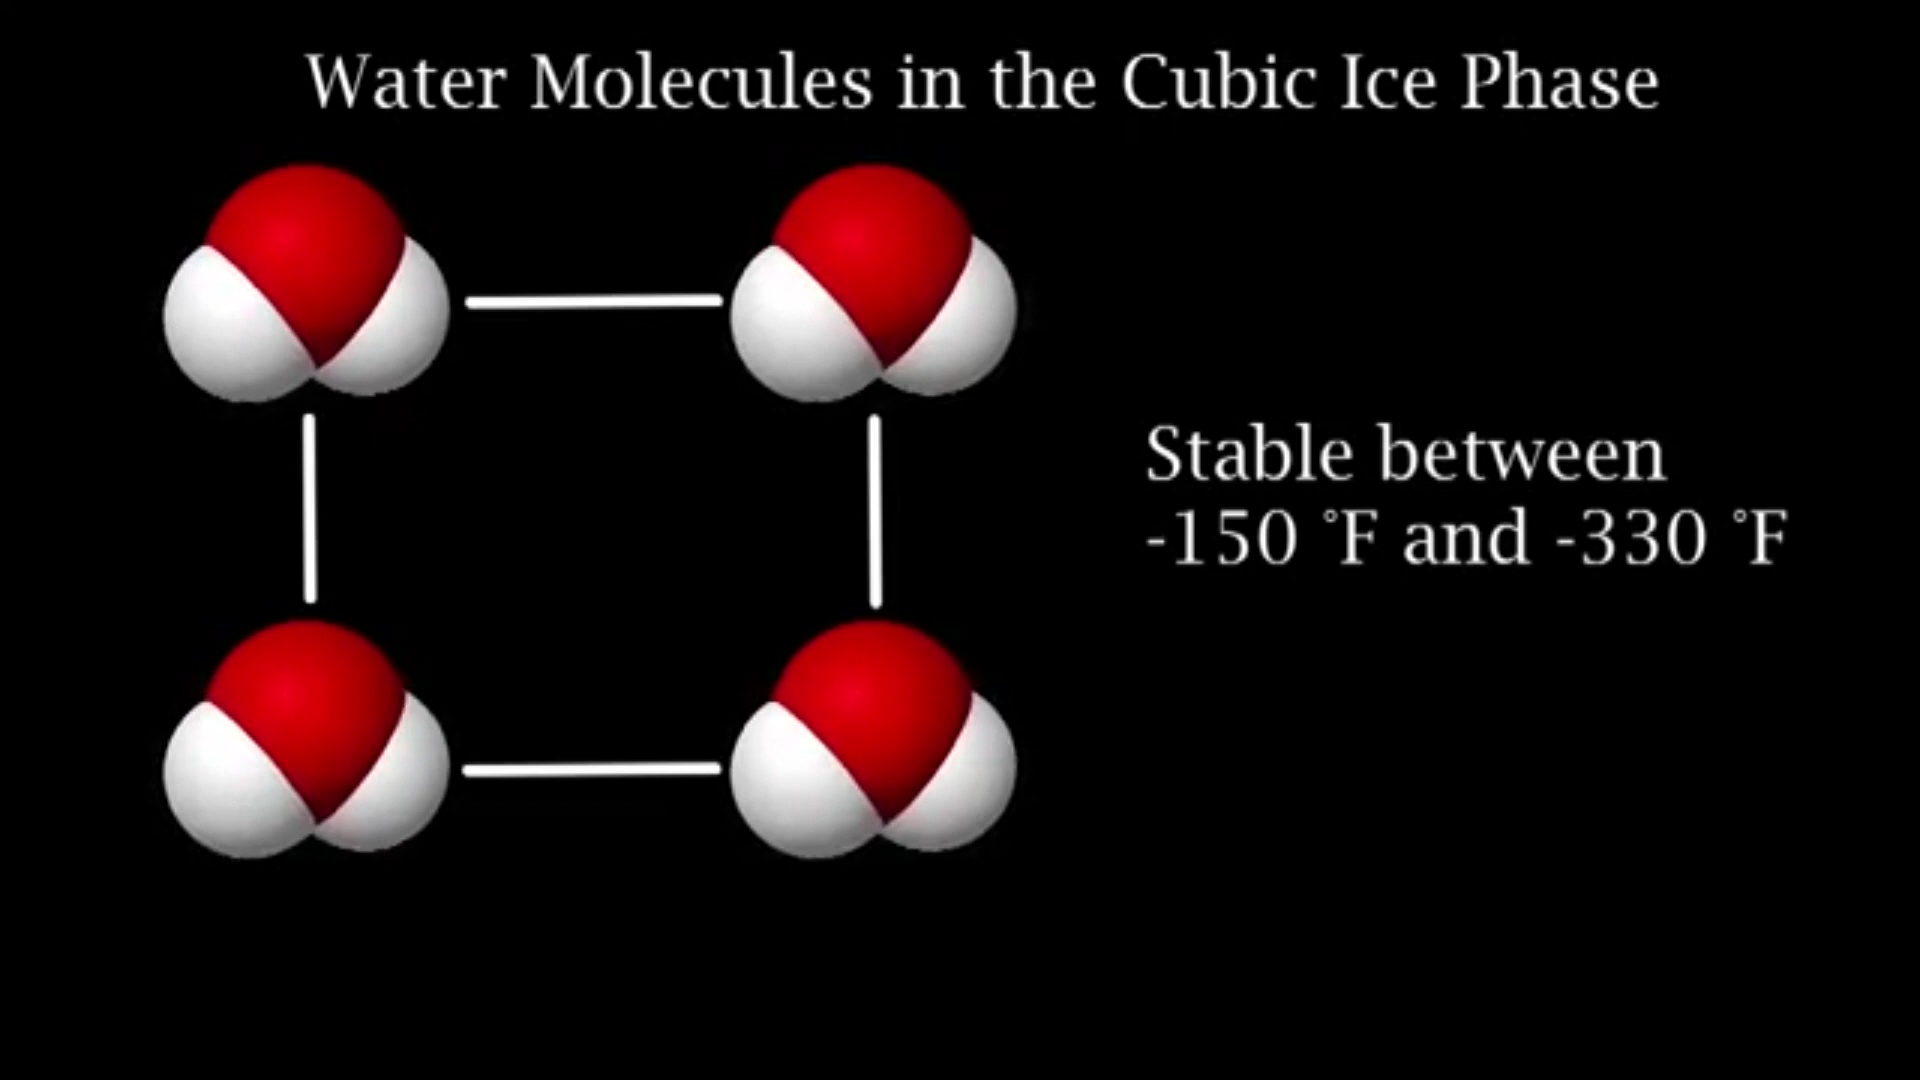 Water Molecules in the Cubic Ice Phase
Stable between
-150 °F and -330 °F